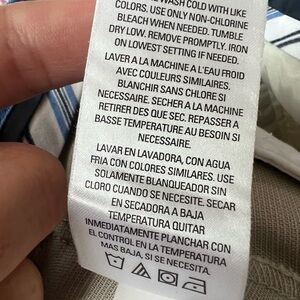 WASH COLD WITH LIKE
COLORS. USE ONLY NON-CHLORINE
BLEACH WHEN NEEDED. TUMBLE
DRY LOW. REMOVE PROMPTLY. IRON
ON LOWEST SETTING IF NEEDED.
LAVER A LA MACHINE A L'EAU FROID
AVEC COULEURS SIMILAIRES.
BLANCHIR SANS CHLORE SI
NECESSAIRE. SECHER A LA MACHINE
RETIRER DES QUE SEC. REPASSER A
BASSE TEMPERATURE AU BESOIN SI
NECESSAIRE.
LAVAR EN LAVADORA, CON AGUA
FRIA CON COLORES SIMILARES. USE
SOLAMENTE BLANQUEADOR SIN
CLORO CUANDO SE NECESITE. SECAR
EN SECADORA A BAJA
TEMPERATURA QUITAR
INMEDIATAMENTE PLANCHAR CON
EL CONTROL EN LA TEMPERATURA
MAS BAJA, SI SE NECESITA.